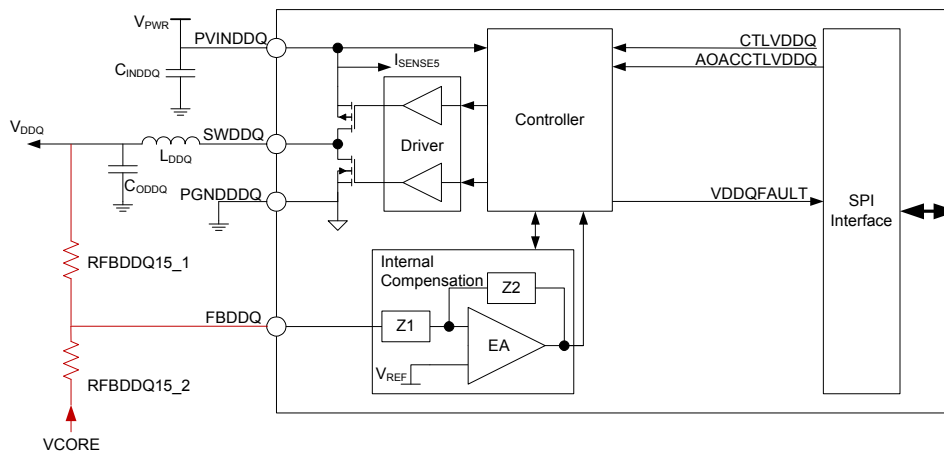 VPWR
PVINDDQ
CINDDQ
ISENSE5
CTLVDDQ
AOACCTLVDDQ
Controller
VDDQ
SWDDQ
LDDQ
Driver
CODDQ
PGNDDDQ
VDDQFAULT
SPI
Interface
RFBDDQ15_1
Internal
Compensation
Z2
FBDDQ
Z1
EA
VREF
RFBDDQ15_2
VCORE